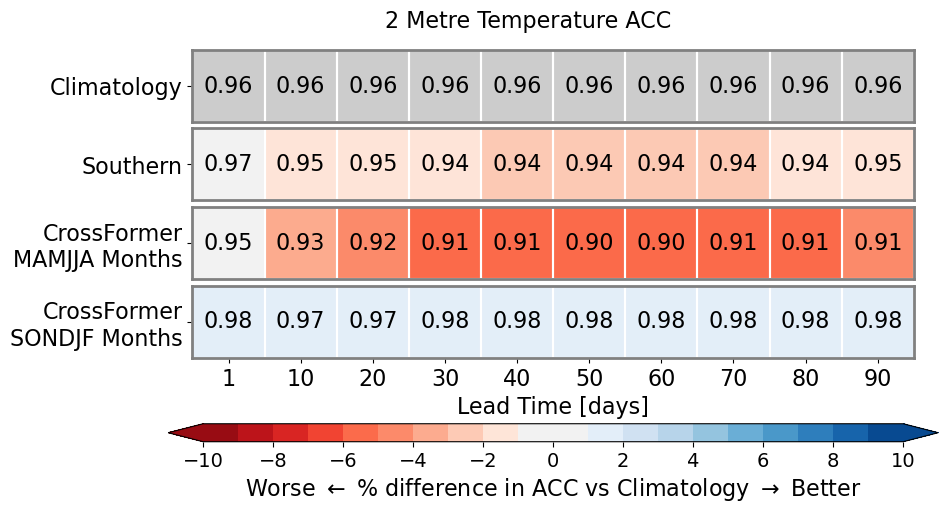 2 Metre Temperature ACC
Climatology 0.96 0.96 0.96 0.96 0.96 0.96 0.96 0.96 0.96 0.96
Southern 0.97 0.95 0.95 0.94 0.94 0.94 0.94 0.94 0.94 0.95
CrossFormer
MAMJJA Months 0.95 0.93 0.92 0.91 0.91 0.90 0.90 0.91 0.91 0.91
CrossFormer
SONDJF Months 0.98 0.97 0.97 0.98 0.98 0.98 0.98 0.98 0.98 0.98
1 10 20 30 40 50 60 70 80 90
Lead Time [days]
−10 −8 −6 −4 −2 0 2 4 6 8 10
Worse ← % difference in ACC vs Climatology → Better